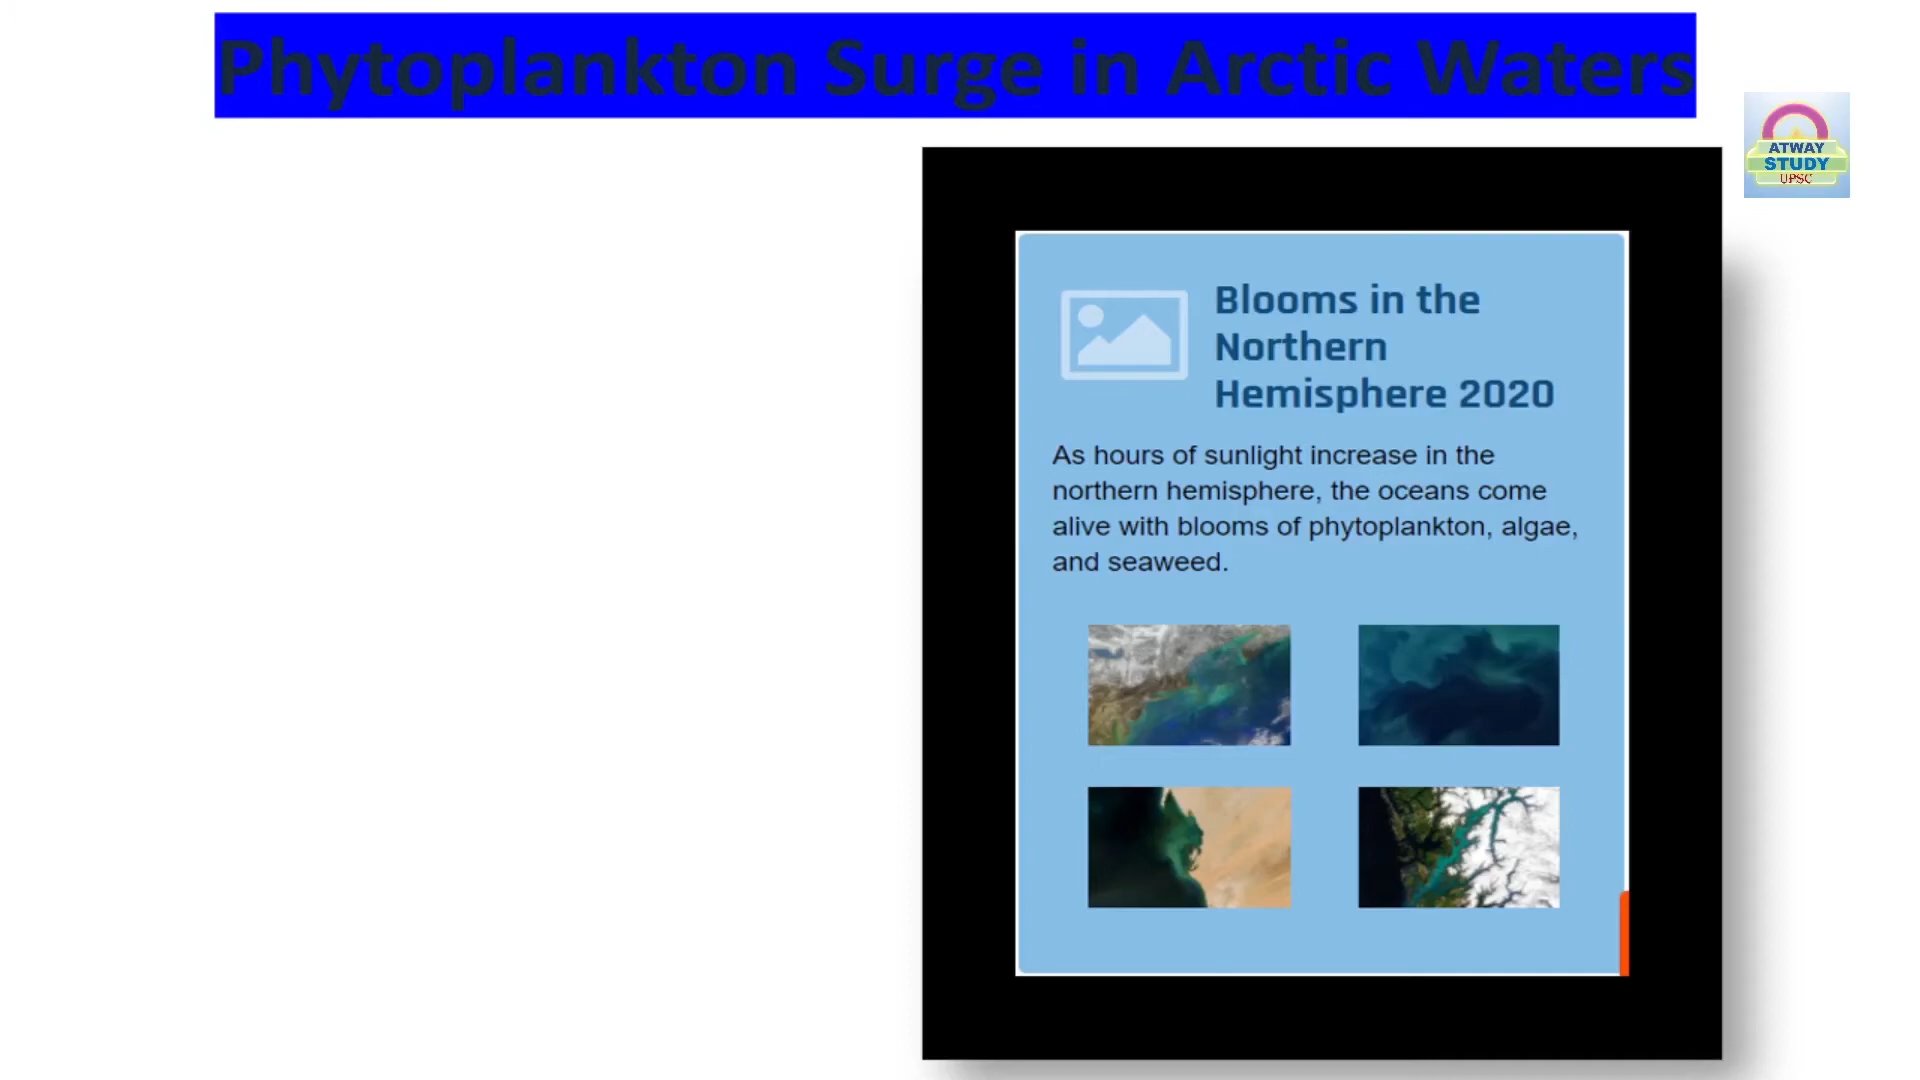 Phytoplankton Surge in Arctic Waters
ATWAY
STUDY
UPSC
Blooms in the
Northern
Hemisphere 2020
As hours of sunlight increase in the
northern hemisphere, the oceans come
alive with blooms of phytoplankton, algae,
and seaweed.